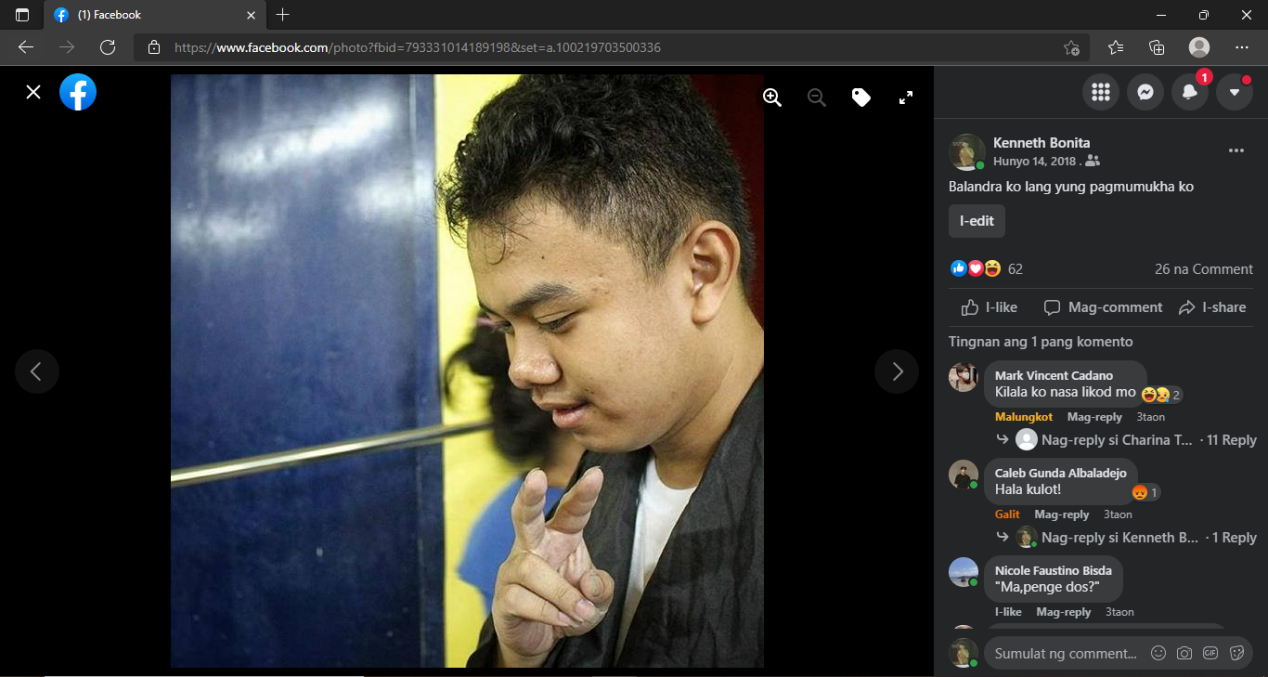 (1) Facebook
https://www.facebook.com/photo?fbid=793331014189198&set=a.100219703500336
1
Kenneth Bonita
Hunyo 14, 2018 .
Balandra ko lang yung pagmumukha ko
I-edit
62
26 na Comment
I-like
Mag-comment
I-share
Tingnan ang 1 pang komento
Mark Vincent Cadano
Kilala ko nasa likod mo
2
Malungkot Mag-reply 3taon
Nag-reply si Charina T... · 11 Reply
Caleb Gunda Albaladejo
Hala kulot!
1
Galit Mag-reply 3taon
Nag-reply si Kenneth B... · 1 Reply
Nicole Faustino Bisda
"Ma,penge dos?"
I-like Mag-reply 3taon
Sumulat ng comment...
GIF